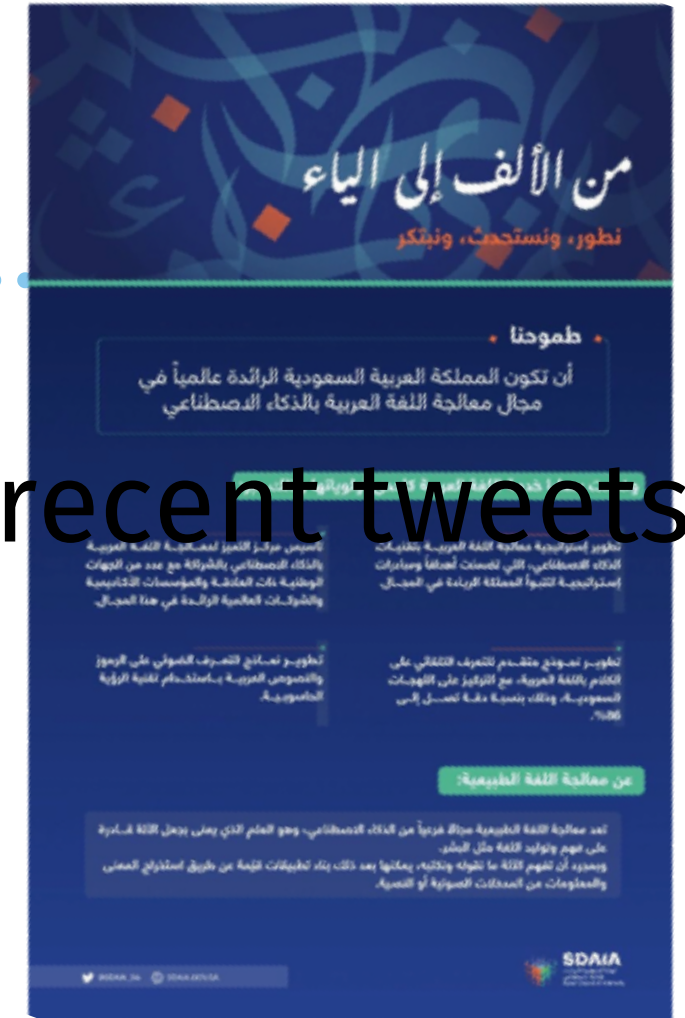 من الألف إلى الياء
نطور، ونستحدث، ونبتكر
طموحنا
أن تكون المملكة العربية السعودية الرائدة عالمياً في
مجال معالجة اللغة العربية بالذكاء الاصطناعي
recent tweets
تطوير إستراتيجية معالجة اللغة العربية بتقنيات
الذكاء الاصطناعي، التي تضمنت أهدافاً ومبادرات
إستراتيجية لتتبوأ المملكة الريادة في المجال.
تأسيس مركز التميز لمعالجة اللغة العربية
بالذكاء الاصطناعي بالشراكة مع عدد من الجهات
الوطنية ذات العلاقة والمؤسسات الأكاديمية
والشركات العالمية الرائدة في هذا المجال.
تطوير نموذج متقدم للتعرف التلقائي على
الكلام باللغة العربية، مع التركيز على اللهجات
السعودية، وذلك بنسبة دقة تصل إلى
تطوير نماذج للتعرف الضوئي على الرموز
والنصوص العربية باستخدام تقنية الرؤية
الحاسوبية.
عن معالجة اللغة الطبيعية:
تعد معالجة اللغة الطبيعية مجالاً فرعياً من الذكاء الاصطناعي، وهو العلم الذي يعنى بجعل الآلة قادرة
على فهم وتوليد اللغة مثل البشر.
وبمجرد أن تفهم الآلة ما نقوله ونكتبه، يمكنها بعد ذلك بناء تطبيقات قيّمة عن طريق استخراج المعنى
والمعلومات من المدخلات الصوتية أو النصية.
SDAIA
SDAIA.GOV.SA